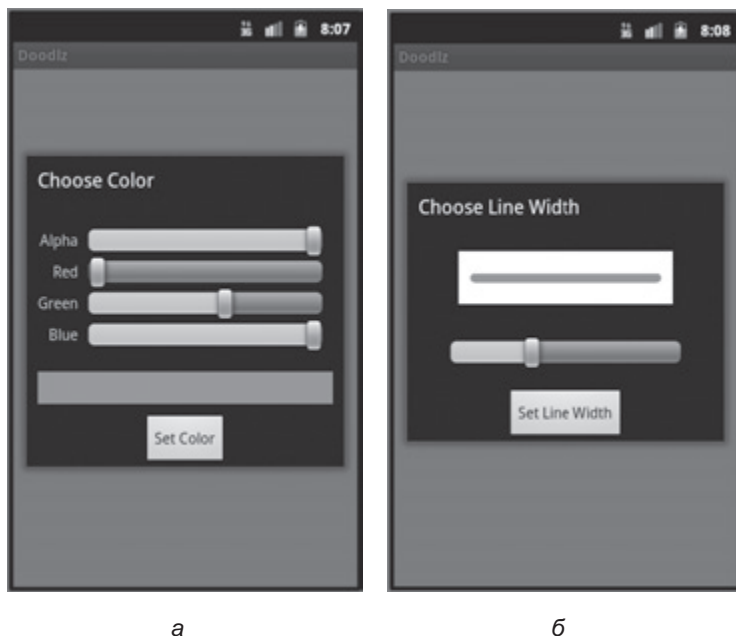 8:07
Doodlz
Choose Color
Alpha
Red
Green
Blue
Set Color
а
8:08
Doodlz
Choose Line Width
Set Line Width
б